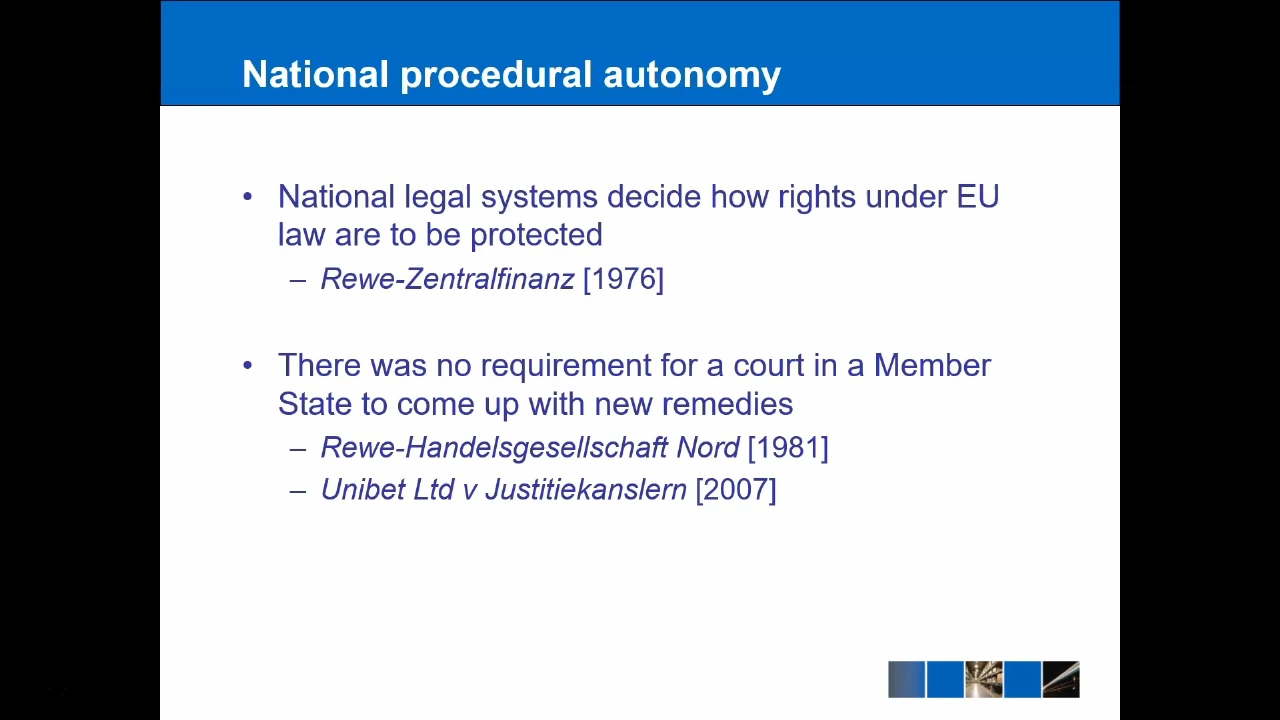 National procedural autonomy
• National legal systems decide how rights under EU
law are to be protected
– Rewe-Zentralfinanz [1976]
• There was no requirement for a court in a Member
State to come up with new remedies
– Rewe-Handelsgesellschaft Nord [1981]
– Unibet Ltd v Justitiekanslern [2007]